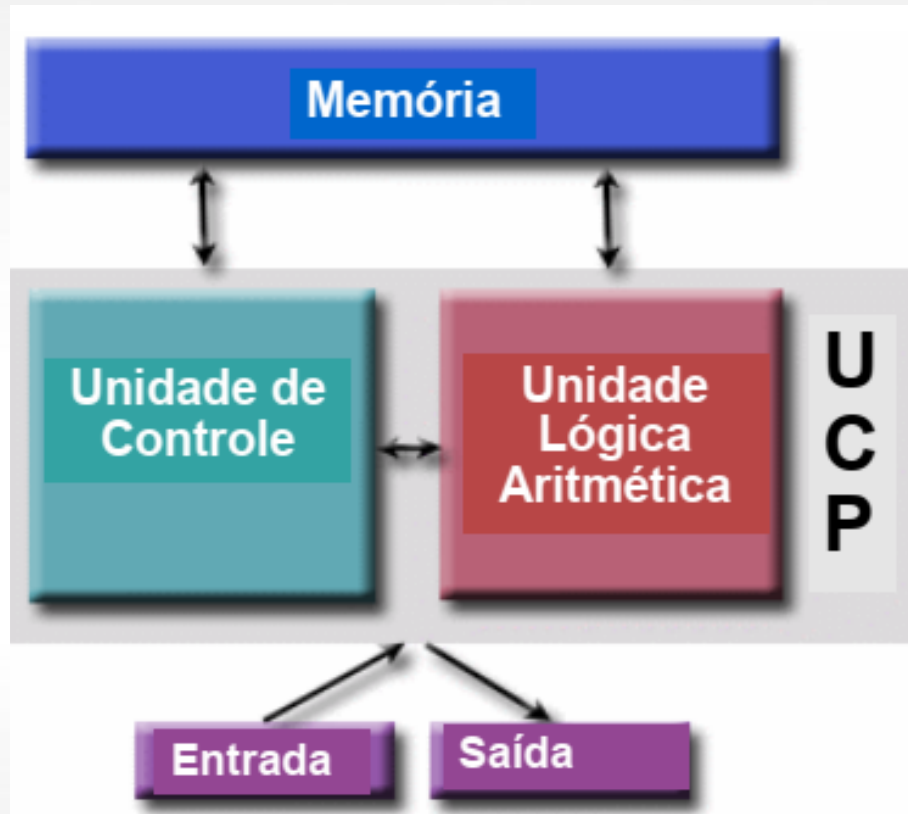 Memória
Unidade de
Controle
Unidade
Lógica
Aritmética
U
C
P
Entrada
Saída